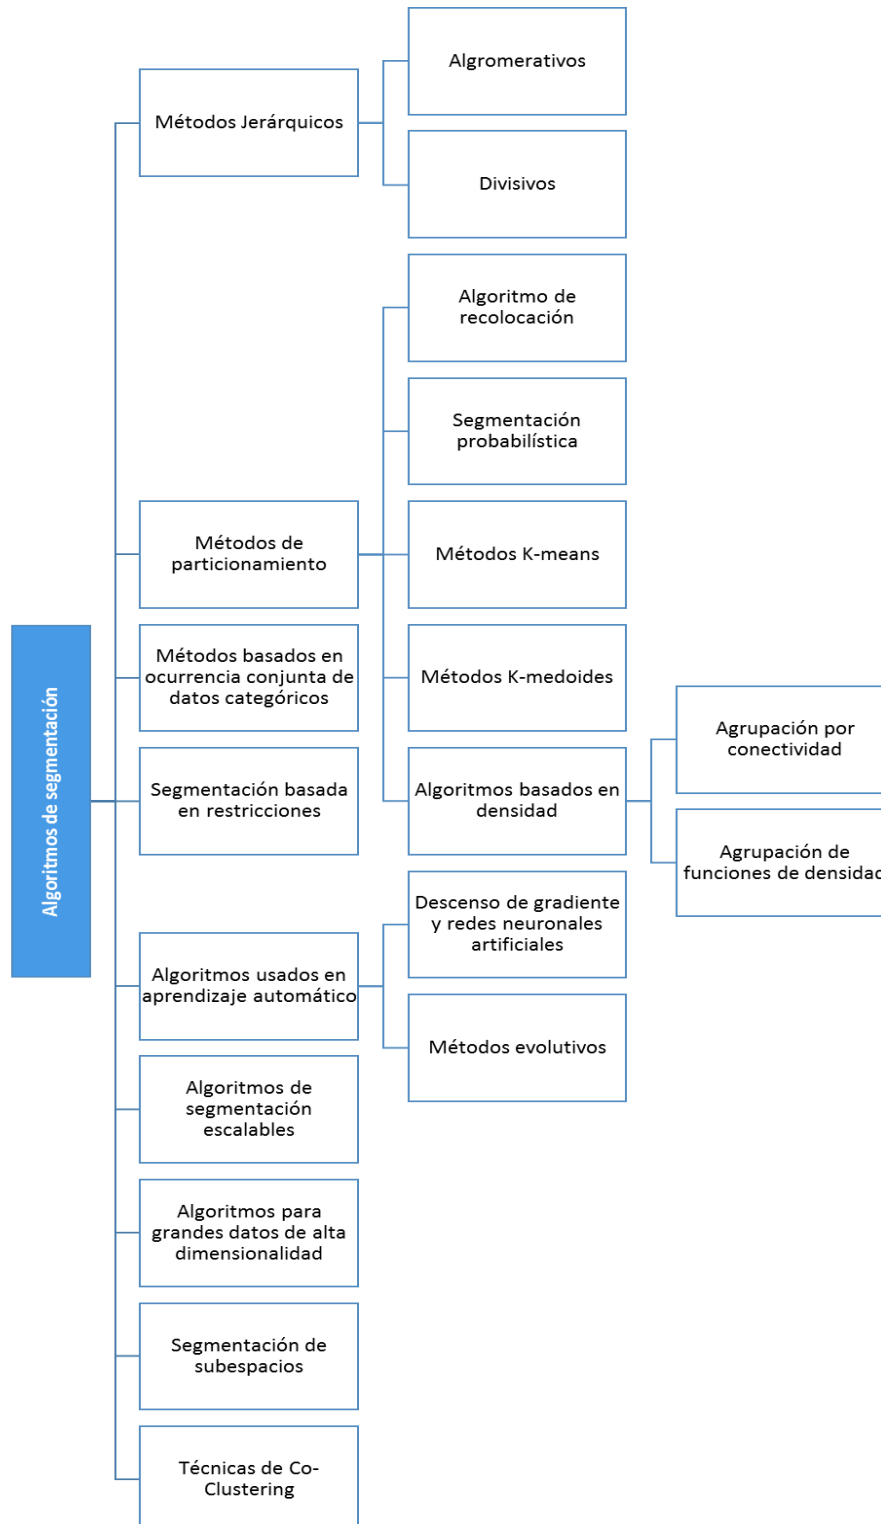 Algoritmos de segmentación
Métodos Jerárquicos
Algromerativos
Divisivos
Métodos de
particionamiento
Algoritmo de
recolocación
Segmentación
probabilística
Métodos K-means
Métodos K-medoides
Algoritmos basados en
densidad
Agrupación por
conectividad
Agrupación de
funciones de densidad
Métodos basados en
ocurrencia conjunta de
datos categóricos
Segmentación basada
en restricciones
Algoritmos usados en
aprendizaje automático
Descenso de gradiente
y redes neuronales
artificiales
Métodos evolutivos
Algoritmos de
segmentación
escalables
Algoritmos para
grandes datos de alta
dimensionalidad
Segmentación de
subespacios
Técnicas de Co-
Clustering